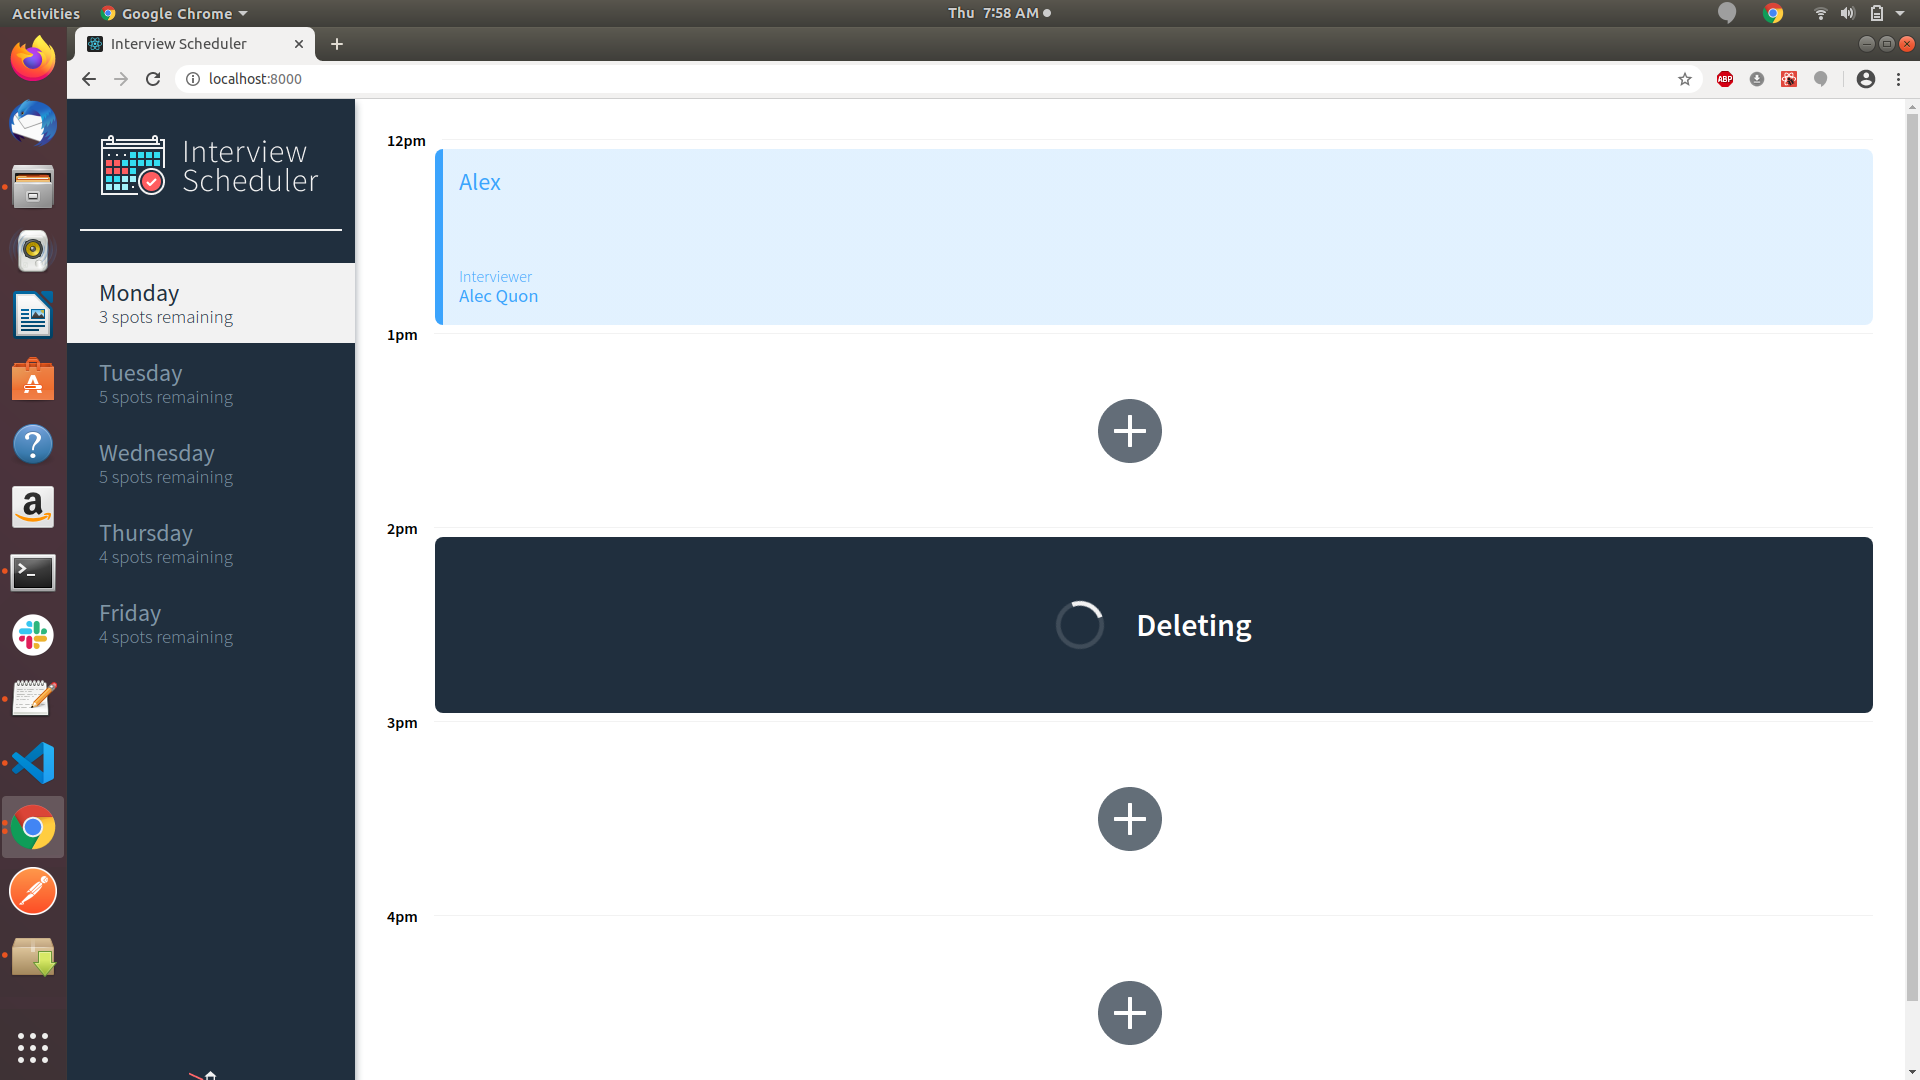 Activities
Google Chrome
Thu 7:58 AM
Interview Scheduler
localhost:8000
ABP
Interview
Scheduler
Monday
3 spots remaining
Tuesday
5 spots remaining
Wednesday
5 spots remaining
Thursday
4 spots remaining
Friday
4 spots remaining
12pm
Alex
Interviewer
Alec Quon
1pm
2pm
Deleting
3pm
4pm